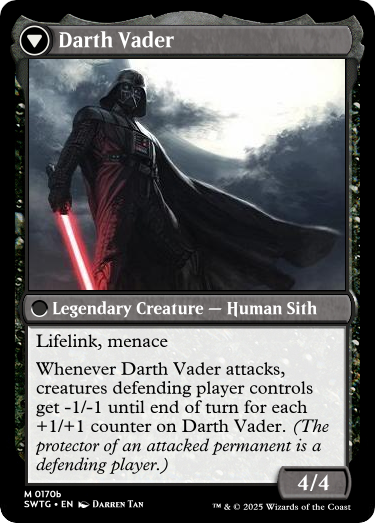 Darth Vader
Legendary Creature — Human Sith
Lifelink, menace
Whenever Darth Vader attacks,
creatures defending player controls
get -1/-1 until end of turn for each
+1/+1 counter on Darth Vader. (The
protector of an attacked permanent is a
defending player.)
4/4
M 0170b
SWTG • EN Darren Tan
™ & © 2025 Wizards of the Coast